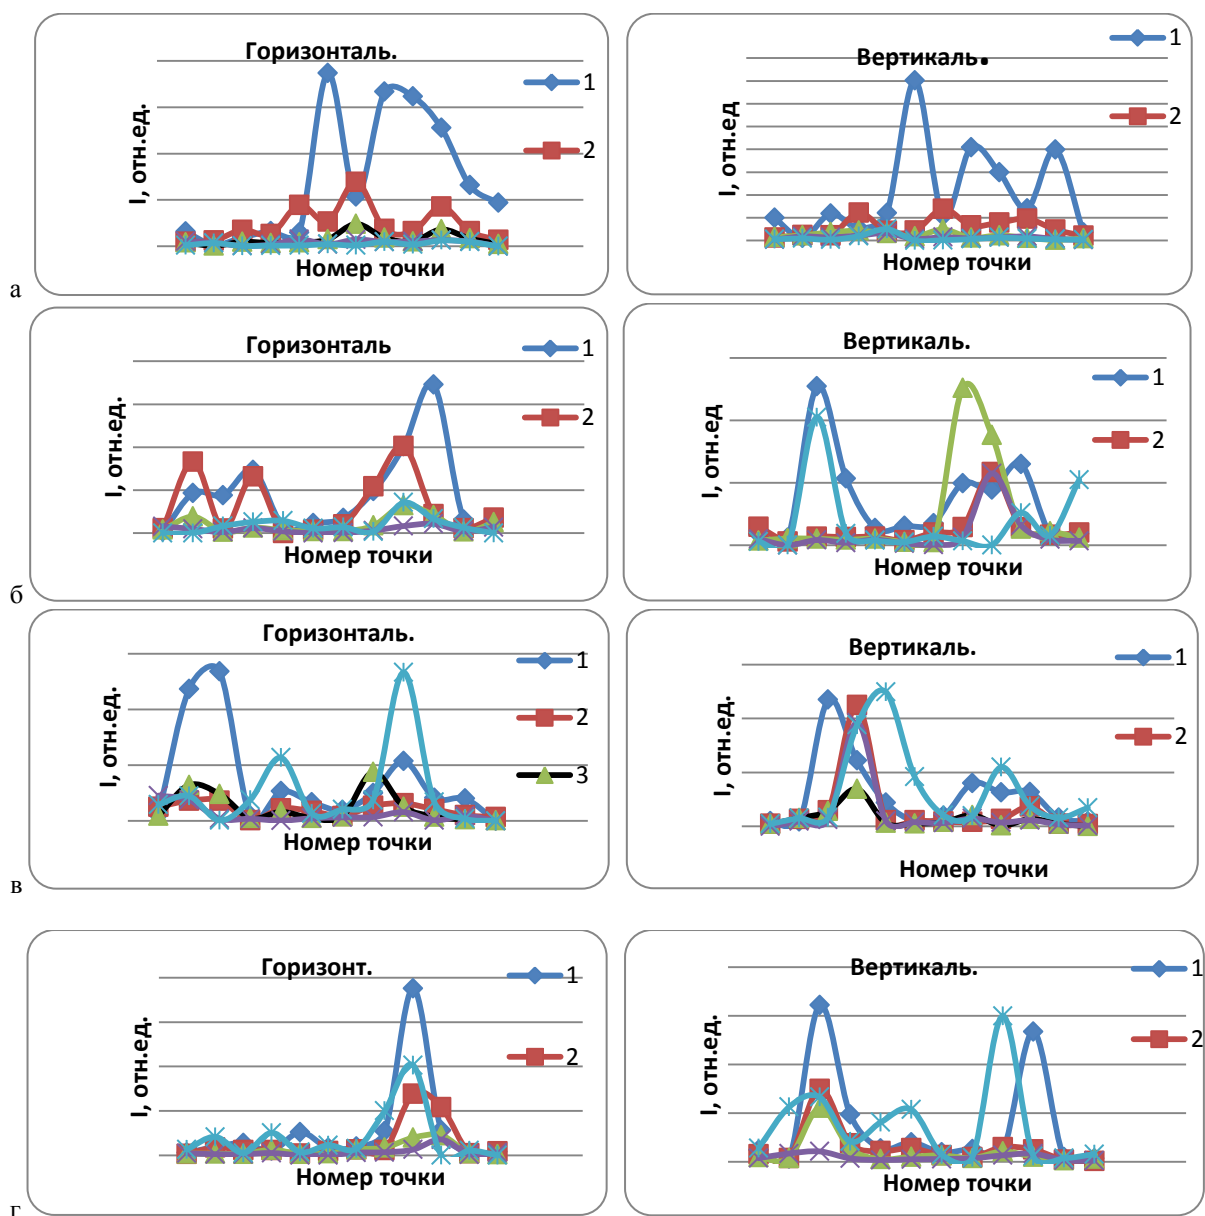 Горизонталь.
1
2
I, отн.ед.
Номер точки
Вертикаль.
1
2
I, отн.ед
Номер точки
а
Горизонталь
1
2
I, отн.ед.
Номер точки
Вертикаль.
1
2
I, отн.ед
Номер точки
б
Горизонталь.
1
2
3
I, отн.ед.
Номер точки
Вертикаль.
1
2
I, отн.ед.
Номер точки
в
Горизонт.
1
2
I, отн.ед.
Номер точки
Вертикаль.
1
2
I, отн.ед.
Номер точки
г